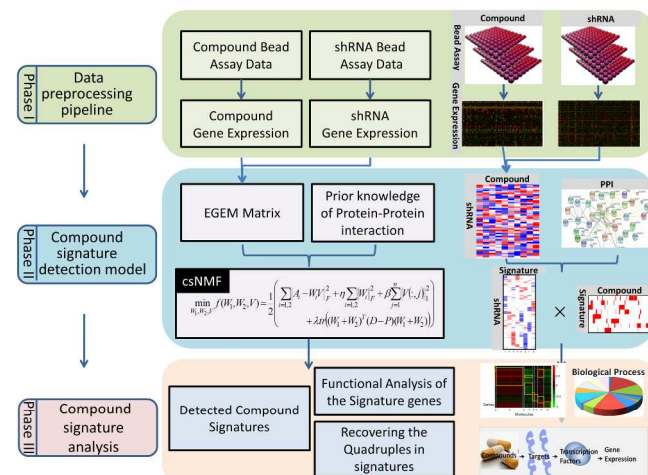 Phase I
Data
preprocessing
pipeline
Compound Bead
Assay Data
shRNA Bead
Assay Data
Compound
Gene Expression
shRNA
Gene Expression
Compound
shRNA
Bead Assay
Gene Expression
Phase II
Compound
signature
detection model
EGEM Matrix
Prior knowledge
of Protein-Protein
interaction
csNMF
Compound
shRNA
PPI
Signature
shRNA
×
Compound
Signature
Phase III
Compound
signature
analysis
Detected Compound
Signatures
Functional Analysis of
the Signature genes
Recovering the
Quadruples in
signatures
Molecules
Biological Process
Compounds
Targets
Transcription
Factors
Gene
Expression